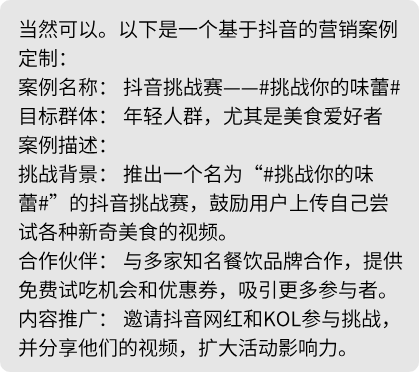 当然可以。以下是一个基于抖音的营销案例
定制：
案例名称： 抖音挑战赛——#挑战你的味蕾#
目标群体： 年轻人群，尤其是美食爱好者
案例描述：
挑战背景： 推出一个名为“#挑战你的味
蕾#”的抖音挑战赛，鼓励用户上传自己尝
试各种新奇美食的视频。
合作伙伴： 与多家知名餐饮品牌合作，提供
免费试吃机会和优惠券，吸引更多参与者。
内容推广： 邀请抖音网红和KOL参与挑战，
并分享他们的视频，扩大活动影响力。